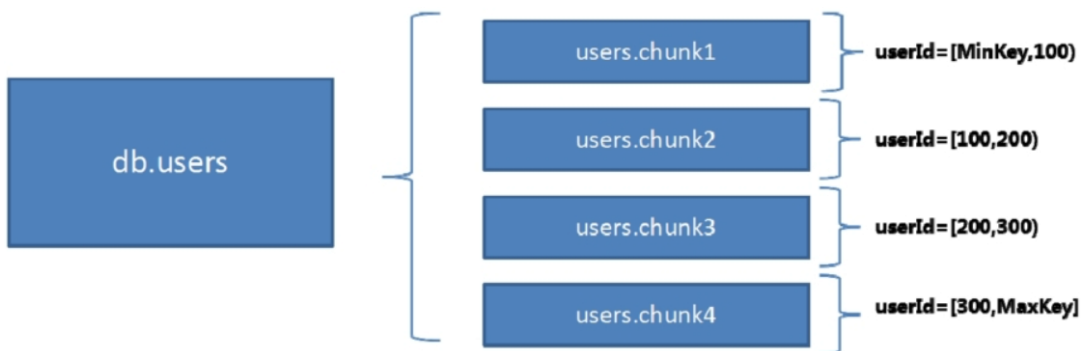 db.users
users.chunk1
userId=[MinKey,100)
users.chunk2
userId=[100,200)
users.chunk3
userId=[200,300)
users.chunk4
userId=[300,MaxKey]